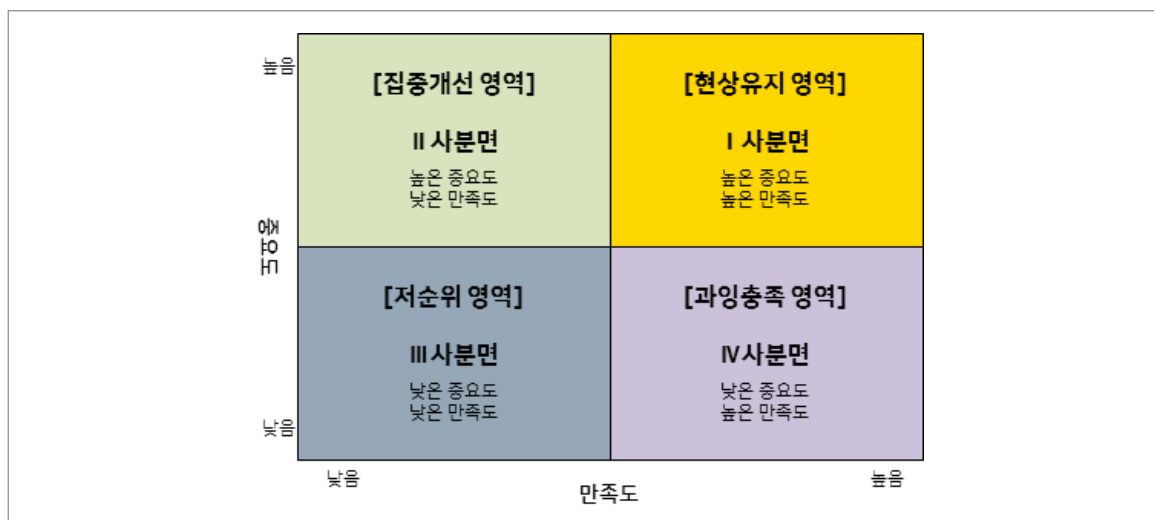 높음
[집중개선 영역]
Ⅱ 사분면
높은 중요도
낮은 만족도
[현상유지 영역]
Ⅰ 사분면
높은 중요도
높은 만족도
중요도
[저순위 영역]
Ⅲ 사분면
낮은 중요도
낮은 만족도
[과잉충족 영역]
Ⅳ 사분면
낮은 중요도
높은 만족도
낮음
낮음
만족도
높음